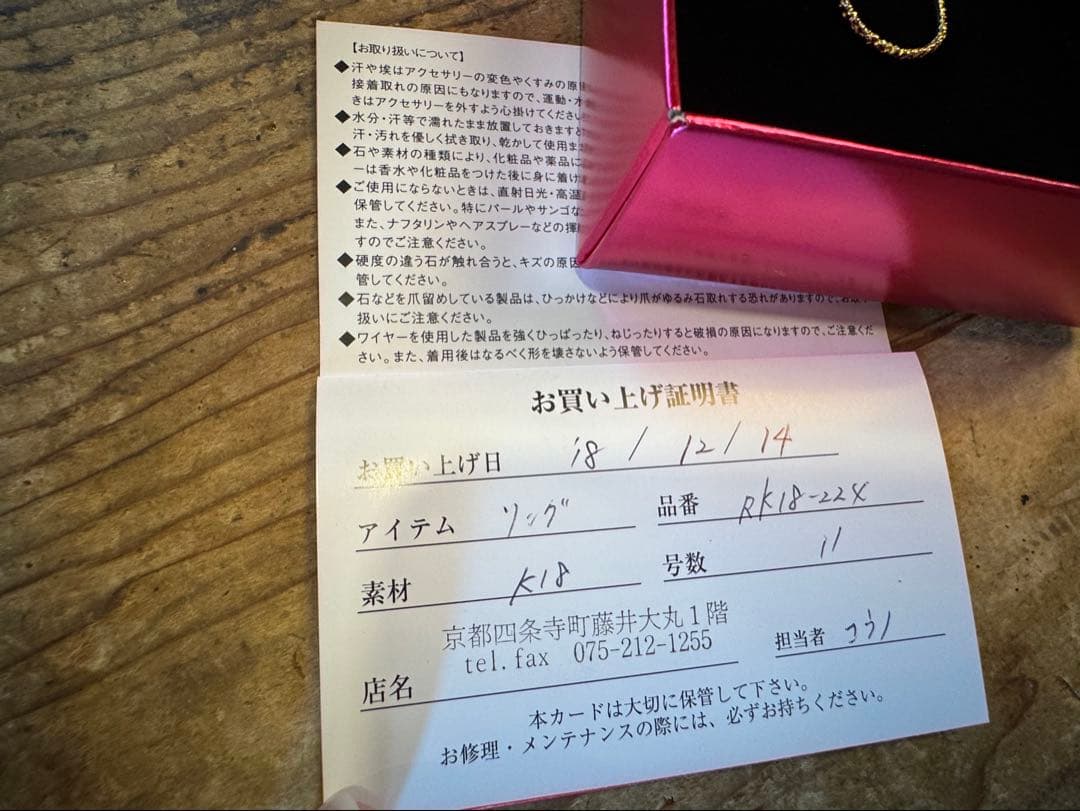 【お取り扱いについて】
◆汗や埃はアクセサリーの変色やくすみの原
接着取れの原因にもなりますので、運動・
きはアクセサリーを外すよう心掛けてください
◆水分・汗等で濡れたまま放置しておきますと
汗・汚れを優しく拭き取り、乾かして使用
◆石や素材の種類により、化粧品や薬品に
ーは香水や化粧品をつけた後に身に着け
◆ご使用にならないときは、直射日光・高温
保管してください。特にパールやサンゴな
また、ナフタリンやヘアスプレーなどの揮
すのでご注意ください。
◆硬度の違う石が触れ合うと、キズの原因
管してください。
◆石などを爪留めしている製品は、ひっかけなどにより爪がゆるみ石取れする恐れがありますので、お取り
扱いにご注意ください。
◆ワイヤーを使用した製品を強くひっぱったり、ねじったりすると破損の原因になりますので、ご注意くだ
さい。また、着用後はなるべく形を壊さないよう保管してください。
お買い上げ証明書
お買い上げ日 18 / 12 / 14
アイテム リング 品番 RK18-224
素材 K18 号数 11
京都四条寺町藤井大丸1階
tel.fax 075-212-1255
店名 担当者 コウノ
本カードは大切に保管して下さい。
お修理・メンテナンスの際には、必ずお持ちください。